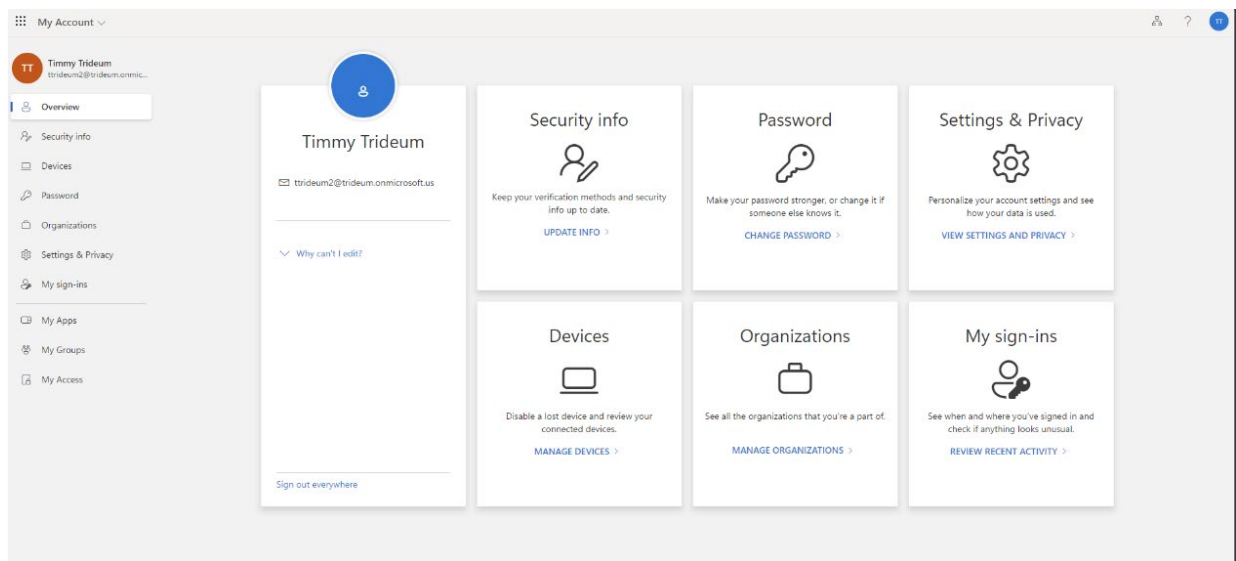 My Account
TT
TT
Timmy Trideum
ttrideum2@trideum.onmic...
Overview
Security info
Devices
Password
Organizations
Settings & Privacy
My sign-ins
My Apps
My Groups
My Access
Timmy Trideum
ttrideum2@trideum.onmicrosoft.us
Why can't I edit?
Sign out everywhere
Security info
Keep your verification methods and security
info up to date.
UPDATE INFO >
Password
Make your password stronger, or change it if
someone else knows it.
CHANGE PASSWORD >
Settings & Privacy
Personalize your account settings and see
how your data is used.
VIEW SETTINGS AND PRIVACY >
Devices
Disable a lost device and review your
connected devices.
MANAGE DEVICES >
Organizations
See all the organizations that you're a part of.
MANAGE ORGANIZATIONS >
My sign-ins
See when and where you've signed in and
check if anything looks unusual.
REVIEW RECENT ACTIVITY >